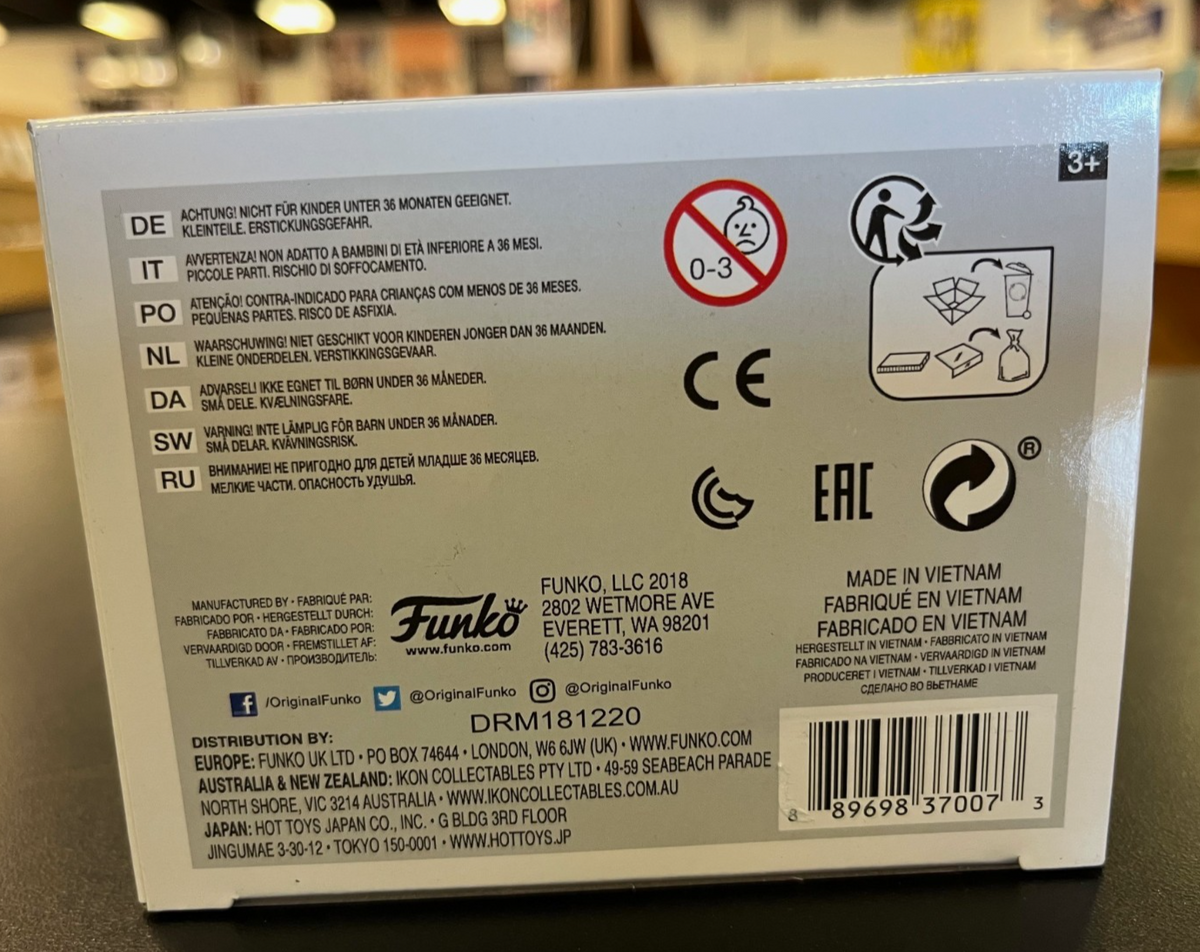 3+
DE
ACHTUNG! NICHT FÜR KINDER UNTER 36 MONATEN GEEIGNET.
KLEINTEILE. ERSTICKUNGSGEFAHR.
IT
AVVERTENZA! NON ADATTO A BAMBINI DI ETÀ INFERIORE A 36 MESI.
PICCOLE PARTI. RISCHIO DI SOFFOCAMENTO.
PO
ATENÇÃO! CONTRA-INDICADO PARA CRIANÇAS COM MENOS DE 36 MESES.
PEQUENAS PARTES. RISCO DE ASFIXIA.
NL
WAARSCHUWING! NIET GESCHIKT VOOR KINDEREN JONGER DAN 36 MAANDEN.
KLEINE ONDERDELEN. VERSTIKKINGSGEVAAR.
DA
ADVARSEL! IKKE EGNET TIL BØRN UNDER 36 MÅNEDER.
SMÅ DELE. KVÆLNINGSFARE.
SW
VARNING! INTE LÄMPLIG FÖR BARN UNDER 36 MÅNADER.
SMÅ DELAR. KVÄVNINGSRISK.
RU
ВНИМАНИЕ! НЕ ПРИГОДНО ДЛЯ ДЕТЕЙ МЛАДШЕ 36 МЕСЯЦЕВ.
МЕЛКИЕ ЧАСТИ. ОПАСНОСТЬ УДУШЬЯ.
0-3
CE
EAC
®
MANUFACTURED BY • FABRIQUÉ PAR:
FABRICADO POR • HERGESTELLT DURCH:
FABBRICATO DA • FABRICADO POR:
VERVAARDIGD DOOR • FREMSTILLET AF:
TILLVERKAD AV • ПРОИЗВОДИТЕЛЬ:
Funko
www.funko.com
FUNKO, LLC 2018
2802 WETMORE AVE
EVERETT, WA 98201
(425) 783-3616
MADE IN VIETNAM
FABRIQUÉ EN VIETNAM
FABRICADO EN VIETNAM
HERGESTELLT IN VIETNAM • FABBRICATO IN VIETNAM
FABRICADO NA VIETNAM • VERVAARDIGD IN VIETNAM
PRODUCERET I VIETNAM • TILLVERKAD I VIETNAM
СДЕЛАНО ВО ВЬЕТНАМЕ
f /OriginalFunko @OriginalFunko @OriginalFunko
DRM181220
DISTRIBUTION BY:
EUROPE: FUNKO UK LTD • PO BOX 74644 • LONDON, W6 6JW (UK) • WWW.FUNKO.COM
AUSTRALIA & NEW ZEALAND: IKON COLLECTABLES PTY LTD • 49-59 SEABEACH PARADE
NORTH SHORE, VIC 3214 AUSTRALIA • WWW.IKONCOLLECTABLES.COM.AU
JAPAN: HOT TOYS JAPAN CO., INC. • G BLDG 3RD FLOOR
JINGUMAE 3-30-12 • TOKYO 150-0001 • WWW.HOTTOYS.JP
8 89698 37007 3